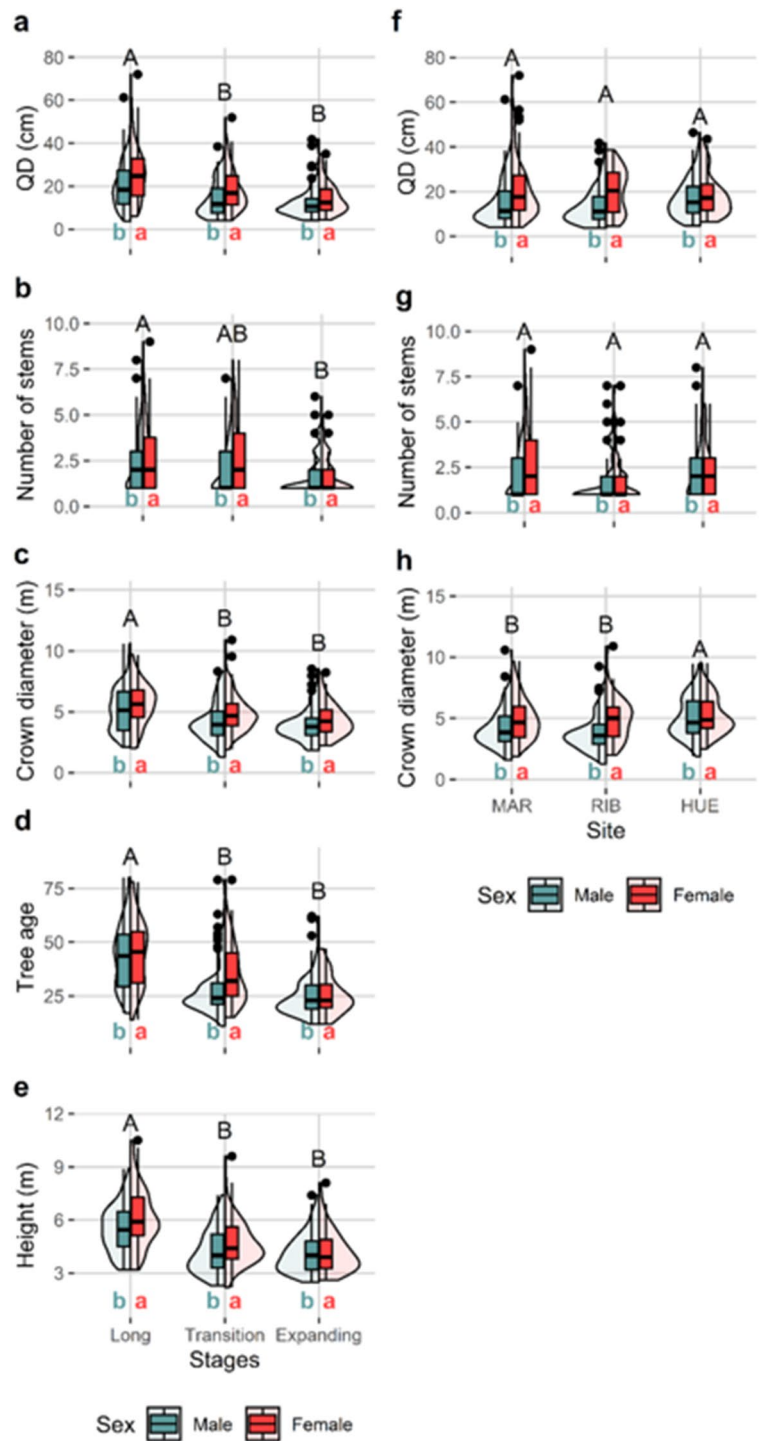 a
QD (cm)
80
60
40
20
0
A
B
B
b a b a b a
b
Number of stems
10.0
7.5
5.0
2.5
0.0
A
AB
B
b a b a b a
c
Crown diameter (m)
15
10
5
0
A
B
B
b a b a b a
d
Tree age
75
50
25
A
B
B
b a b a b a
e
Height (m)
12
9
6
3
A
B
B
b a b a b a
Long Transition Expanding
Stages
Sex Male Female
f
QD (cm)
80
60
40
20
0
A
A
A
b a b a b a
g
Number of stems
10.0
7.5
5.0
2.5
0.0
A
A
A
b a b a b a
h
Crown diameter (m)
15
10
5
0
B
B
A
b a b a b a
MAR RIB HUE
Site
Sex Male Female